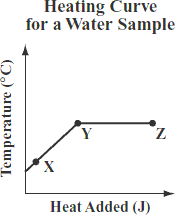 Heating Curve
for a Water Sample
Temperature (°C)
X
Y
Z
Heat Added (J)